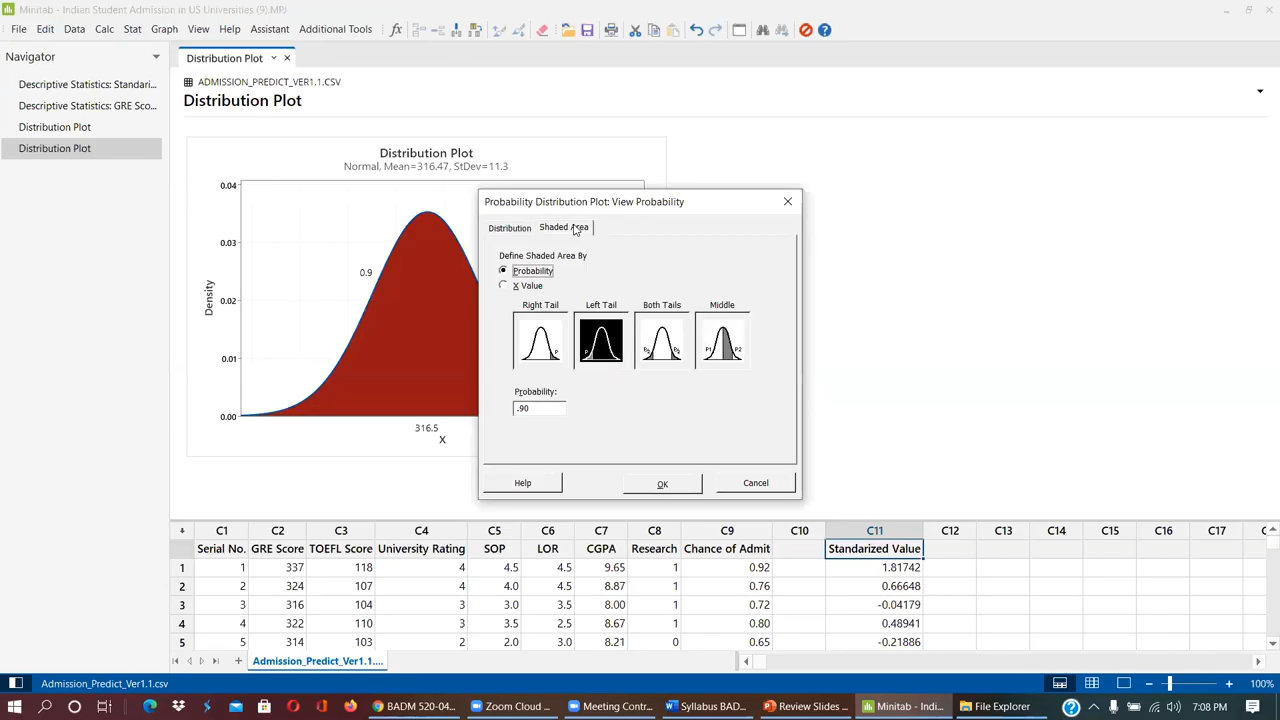 Minitab - Indian Student Admission in US Universities (9).MPJ
File Edit Data Calc Stat Graph View Help Assistant Additional Tools
Navigator
Distribution Plot
Descriptive Statistics: Standari...
Descriptive Statistics: GRE Sco...
Distribution Plot
Distribution Plot
ADMISSION_PREDICT_VER1.1.CSV
Distribution Plot
Distribution Plot
Normal, Mean=316.47, StDev=11.3
0.04
0.03
0.02
0.01
0.00
Density
0.9
316.5
X
Probability Distribution Plot: View Probability
Distribution Shaded Area
Define Shaded Area By
Probability
X Value
Right Tail Left Tail Both Tails Middle
P P P1 P2 P1 P2
Probability:
.90
Help OK Cancel
C1 C2 C3 C4 C5 C6 C7 C8 C9 C10 C11 C12 C13 C14 C15 C16 C17
Serial No. GRE Score TOEFL Score University Rating SOP LOR CGPA Research Chance of Admit Standarized Value
1 1 337 118 4 4.5 4.5 9.65 1 0.92 1.81742
2 2 324 107 4 4.0 4.5 8.87 1 0.76 0.66648
3 3 316 104 3 3.0 3.5 8.00 1 0.72 -0.04179
4 4 322 110 3 3.5 2.5 8.67 1 0.80 0.48941
5 5 314 103 2 2.0 3.0 8.21 0 0.65 -0.21886
Admission_Predict_Ver1.1....
Admission_Predict_Ver1.1.csv
100%
BADM 520-04... Zoom Cloud ... Meeting Contr... Syllabus BAD... Review Slides ... Minitab - Indi... File Explorer
7:08 PM